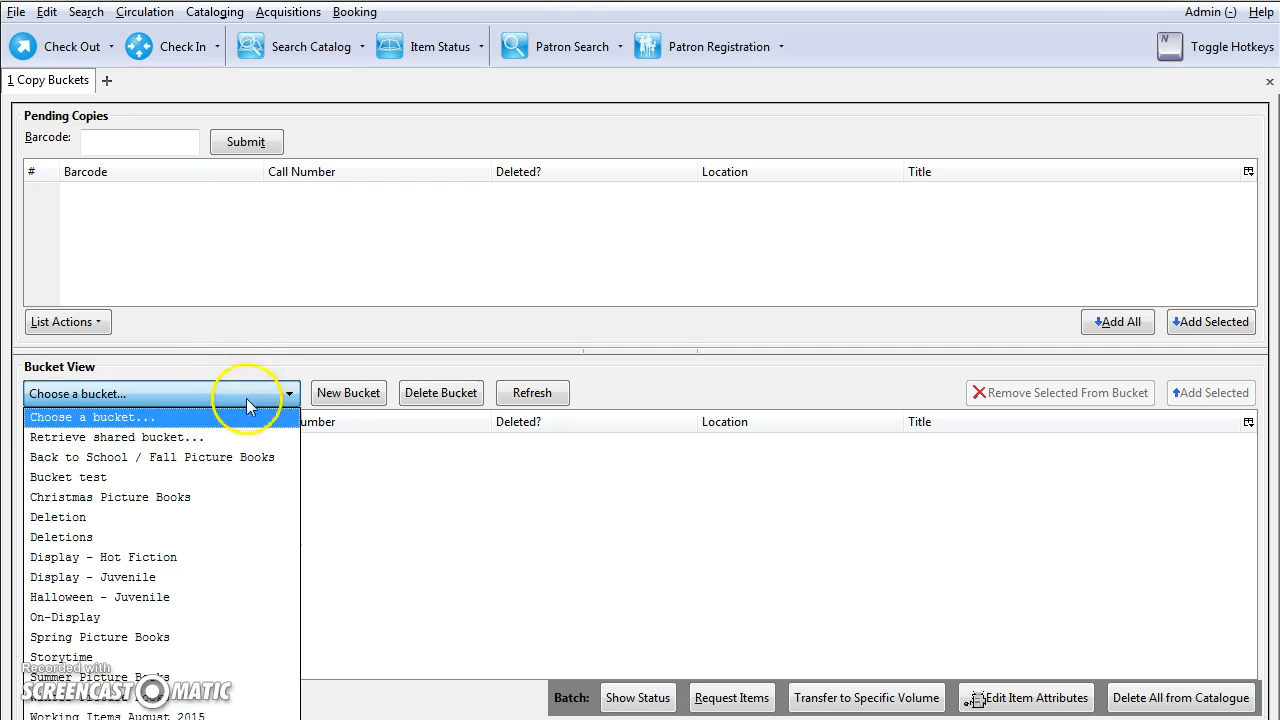 File Edit Search Circulation Cataloging Acquisitions Booking Admin (-) Help
Check Out Check In Search Catalog Item Status Patron Search Patron Registration N Toggle Hotkeys
1 Copy Buckets +
Pending Copies
Barcode: Submit
# Barcode Call Number Deleted? Location Title
List Actions Add All Add Selected
Bucket View
Choose a bucket... New Bucket Delete Bucket Refresh Remove Selected From Bucket Add Selected
Choose a bucket... umber Deleted? Location Title
Retrieve shared bucket...
Back to School / Fall Picture Books
Bucket test
Christmas Picture Books
Deletion
Deletions
Display - Hot Fiction
Display - Juvenile
Halloween - Juvenile
On-Display
Spring Picture Books
Storytime
Recorded with
Summer Picture Books
SCREENCAST MATIC
Batch: Show Status Request Items Transfer to Specific Volume Edit Item Attributes Delete All from Catalogue
Working Items August 2015